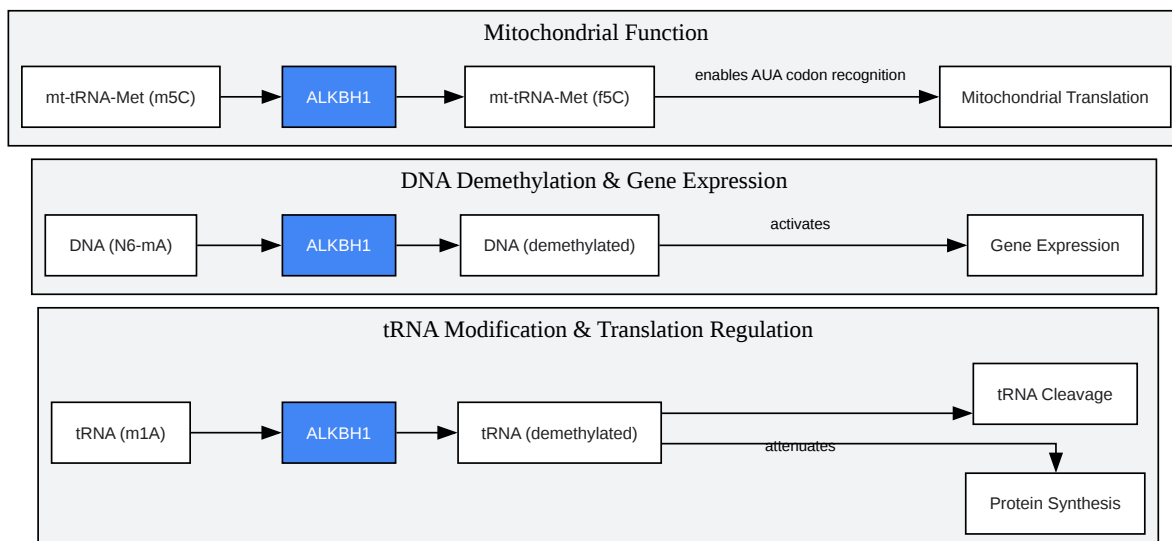 Mitochondrial Function
enables AUA codon recognition
mt-tRNA-Met (m5C)
ALKBH1
mt-tRNA-Met (f5C)
Mitochondrial Translation
DNA Demethylation & Gene Expression
activates
DNA (N6-mA)
ALKBH1
DNA (demethylated)
Gene Expression
tRNA Modification & Translation Regulation
tRNA Cleavage
tRNA (m1A)
ALKBH1
tRNA (demethylated)
attenuates
Protein Synthesis